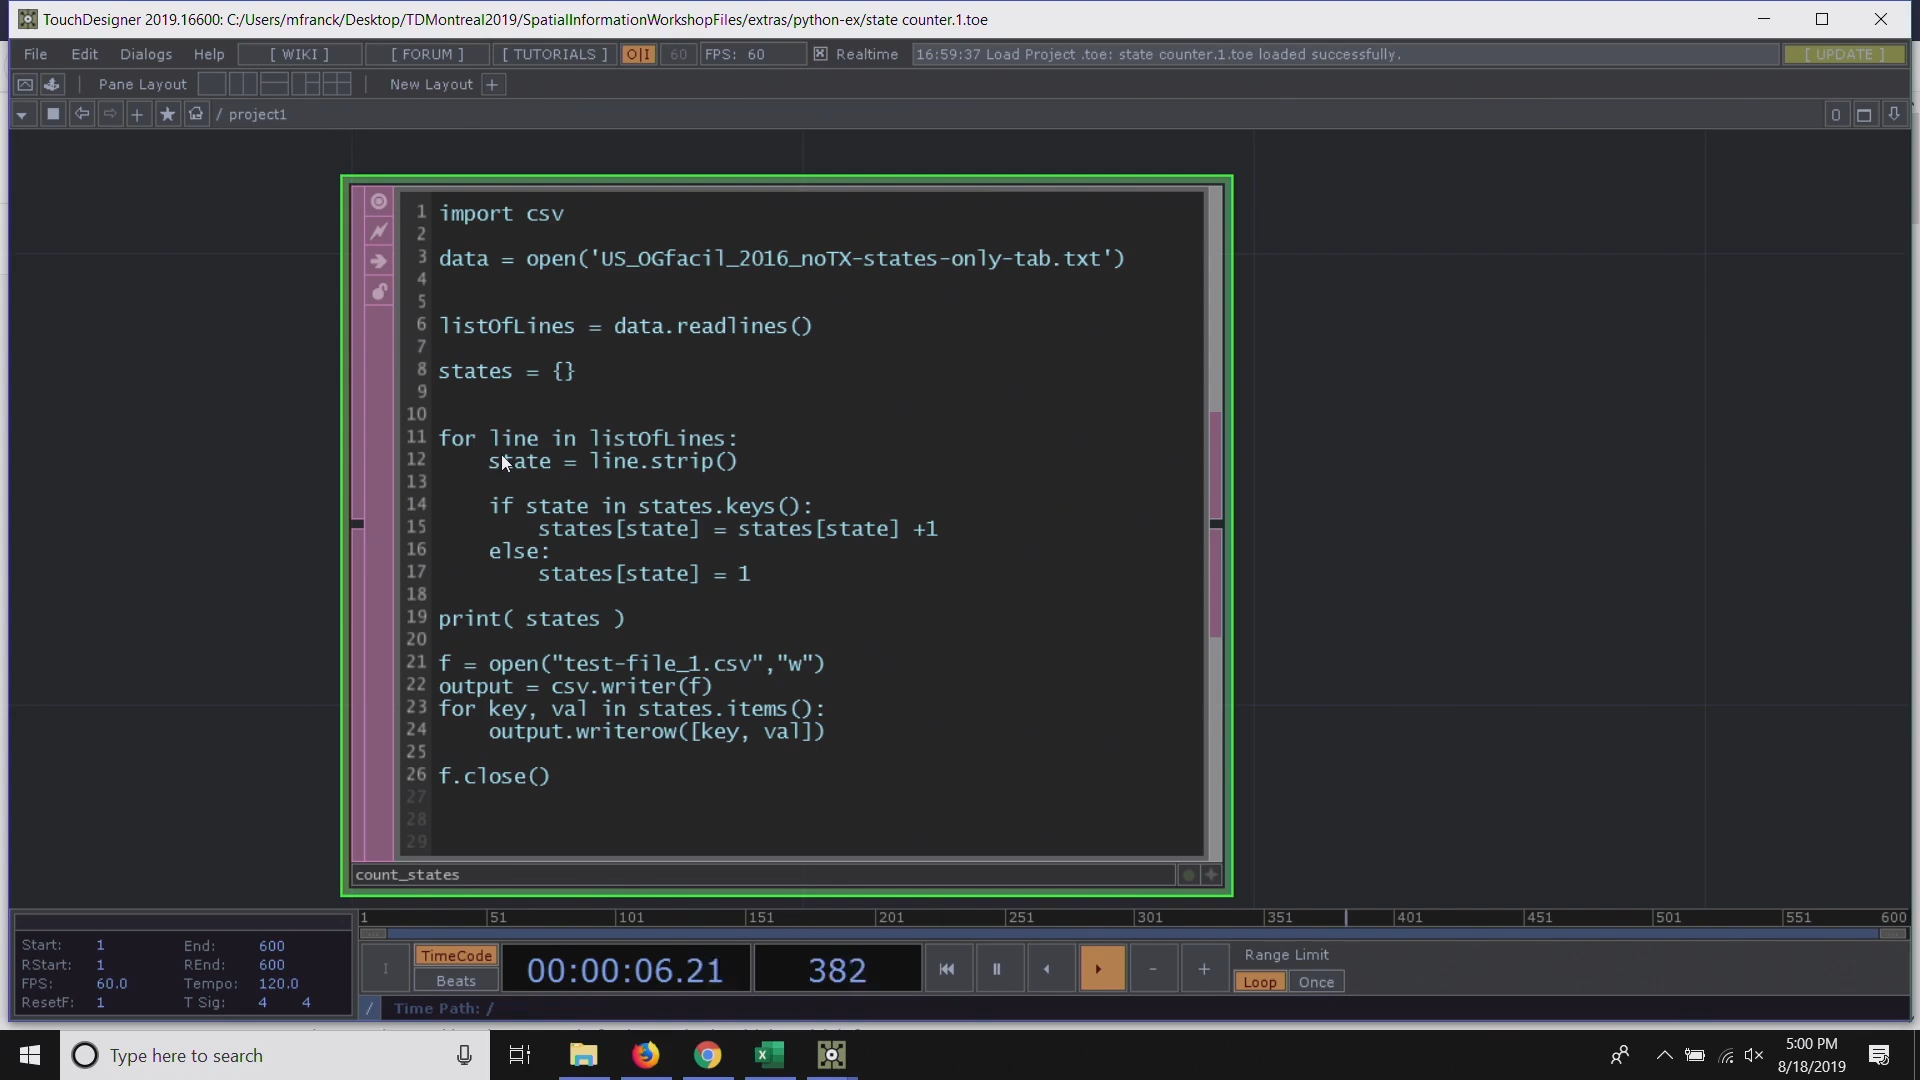 TouchDesigner 2019.16600: C:/Users/mfranck/Desktop/TDMontreal2019/SpatialInformationWorkshopFiles/extras/python-ex/state counter.1.toe
File Edit Dialogs Help [ WIKI ] [ FORUM ] [ TUTORIALS ] O|I 60 FPS: 60 Realtime 16:59:37 Load Project .toe: state counter.1.toe loaded successfully. [ UPDATE ]
Pane Layout New Layout +
/ project1 0
1 import csv
2
3 data = open('US_OGfacil_2016_noTX-states-only-tab.txt')
4
5
6 listOfLines = data.readlines()
7
8 states = {}
9
10
11 for line in listOfLines:
12 state = line.strip()
13
14 if state in states.keys():
15 states[state] = states[state] +1
16 else:
17 states[state] = 1
18
19 print( states )
20
21 f = open("test-file_1.csv","w")
22 output = csv.writer(f)
23 for key, val in states.items():
24 output.writerow([key, val])
25
26 f.close()
27
28
29
count_states
1 51 101 151 201 251 301 351 401 451 501 551 600
Start: 1 End: 600
RStart: 1 REnd: 600
FPS: 60.0 Tempo: 120.0
ResetF: 1 T Sig: 4 4
TimeCode
Beats
00:00:06.21 382
- +
Range Limit
Loop Once
/ Time Path: /
Type here to search
5:00 PM
8/18/2019